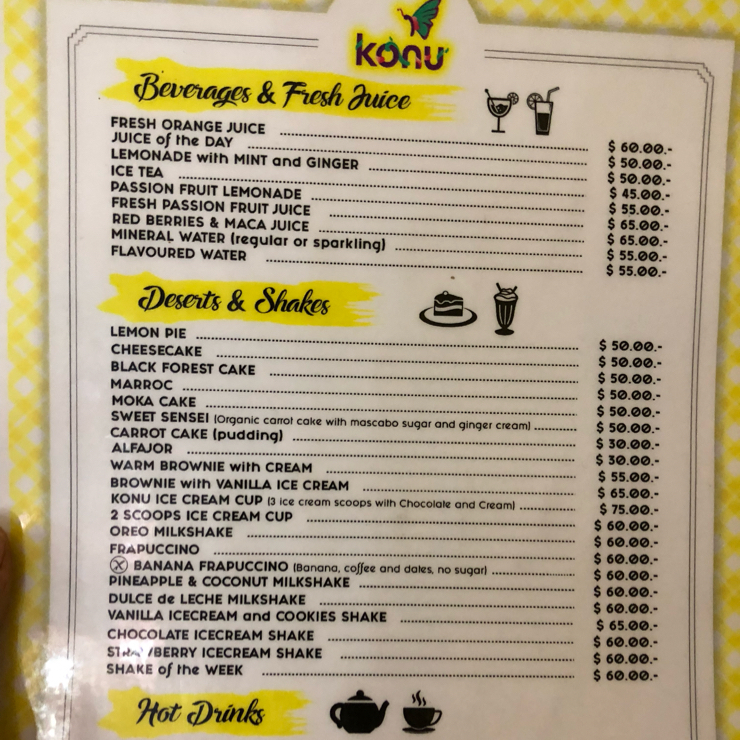 konu
Beverages & Fresh Juice
FRESH ORANGE JUICE $ 60.00.-
JUICE of the DAY $ 50.00.-
LEMONADE with MINT and GINGER $ 50.00.-
ICE TEA $ 45.00.-
PASSION FRUIT LEMONADE $ 55.00.-
FRESH PASSION FRUIT JUICE $ 65.00.-
RED BERRIES & MACA JUICE $ 65.00.-
MINERAL WATER (regular or sparkling) $ 55.00.-
FLAVOURED WATER $ 55.00.-
Deserts & Shakes
LEMON PIE $ 50.00.-
CHEESECAKE $ 50.00.-
BLACK FOREST CAKE $ 50.00.-
MARROC $ 50.00.-
MOKA CAKE $ 50.00.-
SWEET SENSEI (Organic carrot cake with mascabo sugar and ginger cream) $ 50.00.-
CARROT CAKE (pudding) $ 30.00.-
ALFAJOR $ 30.00.-
WARM BROWNIE with CREAM $ 55.00.-
BROWNIE with VANILLA ICE CREAM $ 65.00.-
KONU ICE CREAM CUP (3 ice cream scoops with Chocolate and Cream) $ 75.00.-
2 SCOOPS ICE CREAM CUP $ 60.00.-
OREO MILKSHAKE $ 60.00.-
FRAPUCCINO $ 60.00.-
BANANA FRAPUCCINO (Banana, coffee and dates, no sugar) $ 60.00.-
PINEAPPLE & COCONUT MILKSHAKE $ 60.00.-
DULCE de LECHE MILKSHAKE $ 60.00.-
VANILLA ICECREAM and COOKIES SHAKE $ 65.00.-
CHOCOLATE ICECREAM SHAKE $ 60.00.-
STRAWBERRY ICECREAM SHAKE $ 60.00.-
SHAKE of the WEEK $ 60.00.-
Hot Drinks